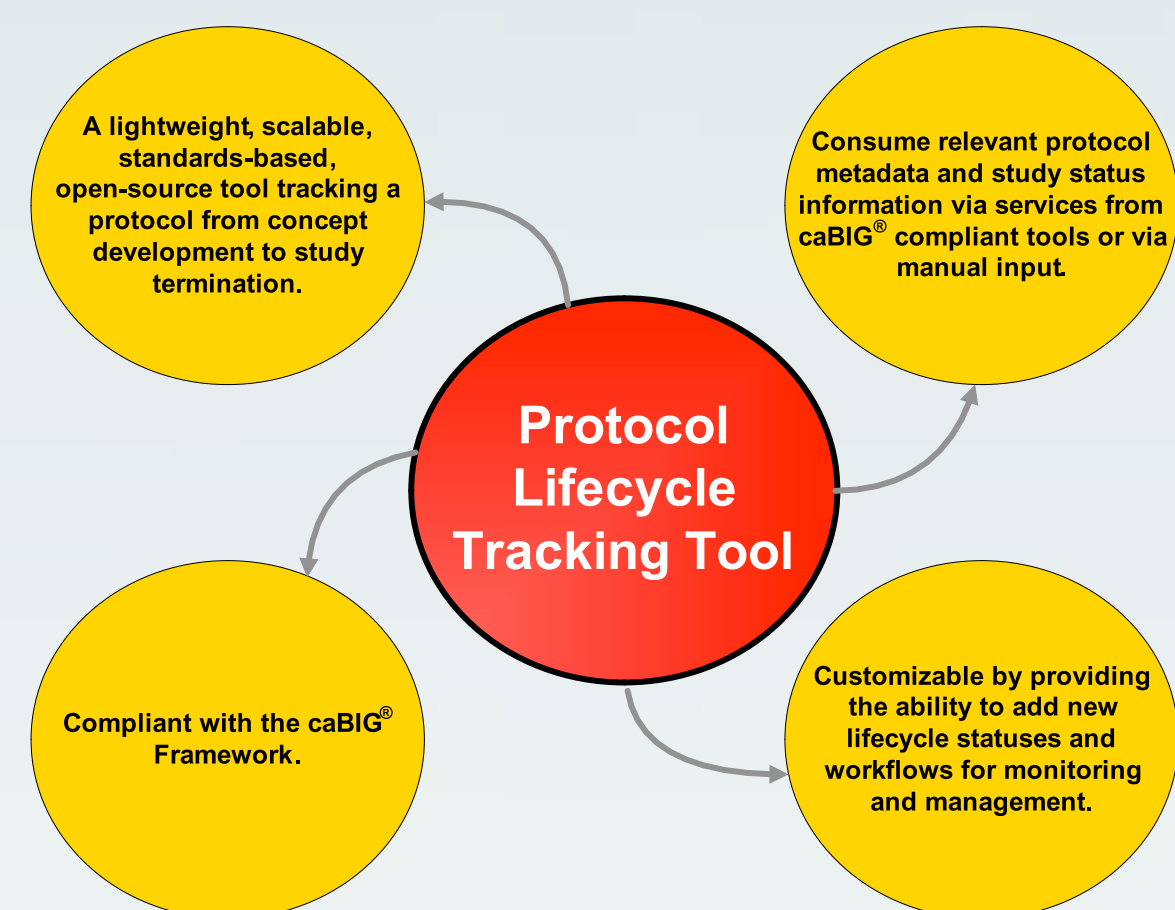 A lightweight, scalable,
standards-based,
open-source tool tracking a
protocol from concept
development to study
termination.
Consume relevant protocol
metadata and study status
information via services from
caBIG® compliant tools or via
manual input.
Protocol
Lifecycle
Tracking Tool
Compliant with the caBIG®
Framework.
Customizable by providing
the ability to add new
lifecycle statuses and
workflows for monitoring
and management.